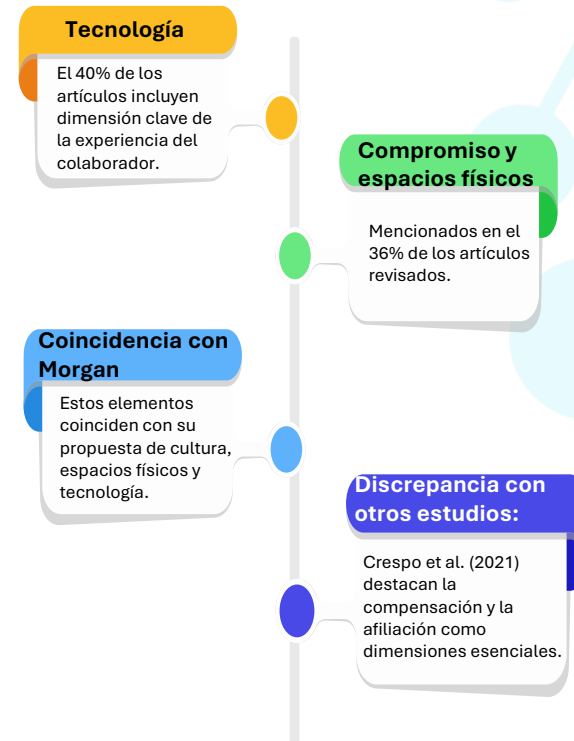 Tecnología
El 40% de los
artículos incluyen
dimensión clave de
la experiencia del
colaborador.
Compromiso y
espacios físicos
Mencionados en el
36% de los artículos
revisados.
Coincidencia con
Morgan
Estos elementos
coinciden con su
propuesta de cultura,
espacios físicos y
tecnología.
Discrepancia con
otros estudios:
Crespo et al. (2021)
destacan la
compensación y la
afiliación como
dimensiones esenciales.